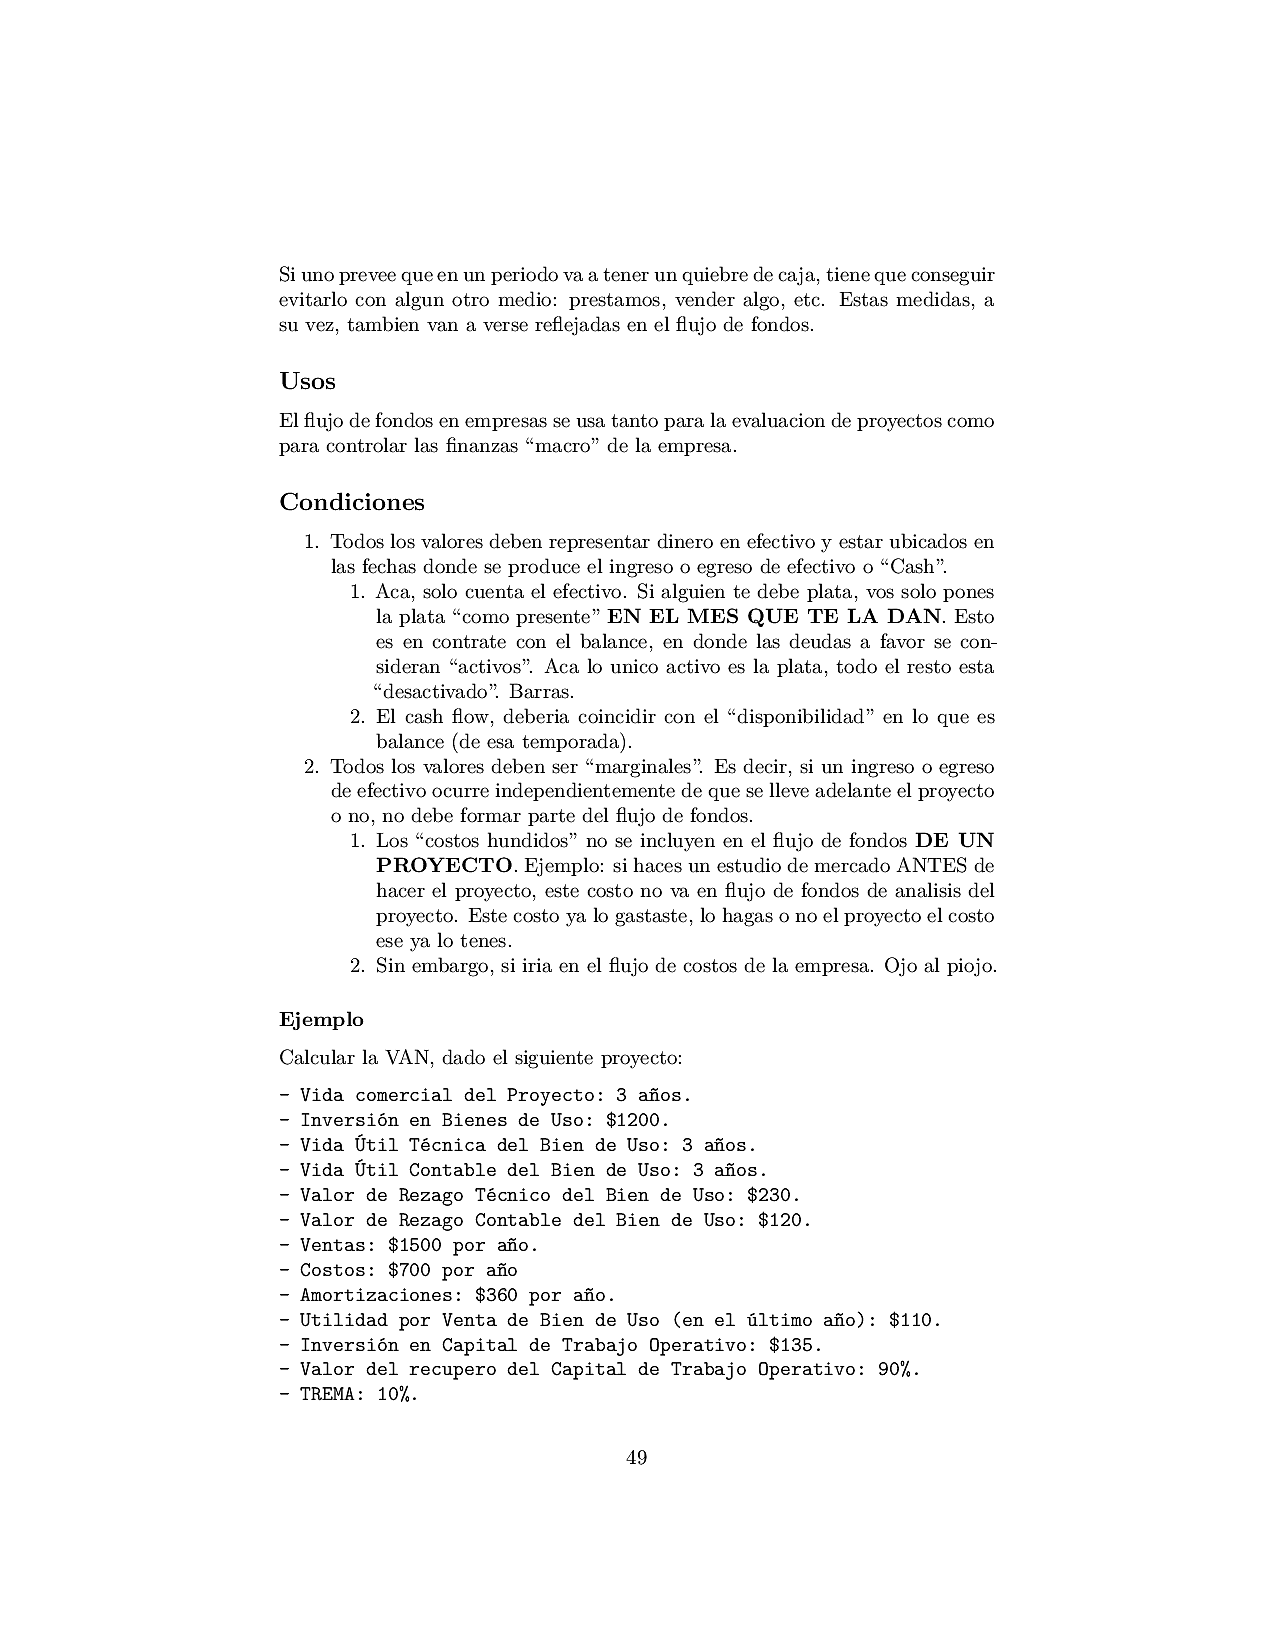 Si uno prevee que en un periodo va a tener un quiebre de caja, tiene que conseguir
evitarlo con algun otro medio: prestamos, vender algo, etc. Estas medidas, a
su vez, tambien van a verse reflejadas en el flujo de fondos.
Usos
El flujo de fondos en empresas se usa tanto para la evaluacion de proyectos como
para controlar las finanzas “macro” de la empresa.
Condiciones
1. Todos los valores deben representar dinero en efectivo y estar ubicados en
las fechas donde se produce el ingreso o egreso de efectivo o “Cash”.
1. Aca, solo cuenta el efectivo. Si alguien te debe plata, vos solo pones
la plata “como presente” EN EL MES QUE TE LA DAN. Esto
es en contrate con el balance, en donde las deudas a favor se con-
sideran “activos”. Aca lo unico activo es la plata, todo el resto esta
“desactivado”. Barras.
2. El cash flow, deberia coincidir con el “disponibilidad” en lo que es
balance (de esa temporada).
2. Todos los valores deben ser “marginales”. Es decir, si un ingreso o egreso
de efectivo ocurre independientemente de que se lleve adelante el proyecto
o no, no debe formar parte del flujo de fondos.
1. Los “costos hundidos” no se incluyen en el flujo de fondos DE UN
PROYECTO. Ejemplo: si haces un estudio de mercado ANTES de
hacer el proyecto, este costo no va en flujo de fondos de analisis del
proyecto. Este costo ya lo gastaste, lo hagas o no el proyecto el costo
ese ya lo tenes.
2. Sin embargo, si iria en el flujo de costos de la empresa. Ojo al piojo.
Ejemplo
Calcular la VAN, dado el siguiente proyecto:
- Vida comercial del Proyecto: 3 años.
- Inversión en Bienes de Uso: $1200.
- Vida Útil Técnica del Bien de Uso: 3 años.
- Vida Útil Contable del Bien de Uso: 3 años.
- Valor de Rezago Técnico del Bien de Uso: $230.
- Valor de Rezago Contable del Bien de Uso: $120.
- Ventas: $1500 por año.
- Costos: $700 por año
- Amortizaciones: $360 por año.
- Utilidad por Venta de Bien de Uso (en el último año): $110.
- Inversión en Capital de Trabajo Operativo: $135.
- Valor del recupero del Capital de Trabajo Operativo: 90%.
- TREMA: 10%.
49